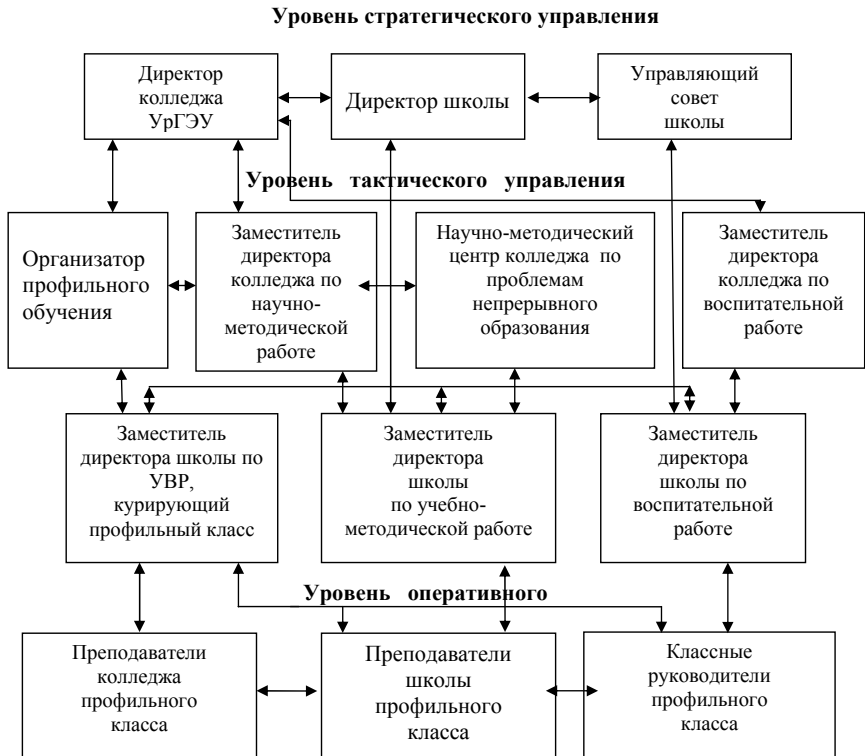 Уровень стратегического управления
Директор
колледжа
УрГЭУ
Директор школы
Управляющий
совет
школы
Уровень тактического управления
Организатор
профильного
обучения
Заместитель
директора
колледжа по
научно-
методической
работе
Научно-методический
центр колледжа по
проблемам
непрерывного
образования
Заместитель
директора
колледжа по
воспитательной
работе
Заместитель
директора школы по
УВР,
курирующий
профильный класс
Заместитель
директора
школы
по учебно-
методической работе
Заместитель
директора
школы по
воспитательной
работе
Уровень оперативного
Преподаватели
колледжа
профильного
класса
Преподаватели
школы
профильного
класса
Классные
руководители
профильного
класса